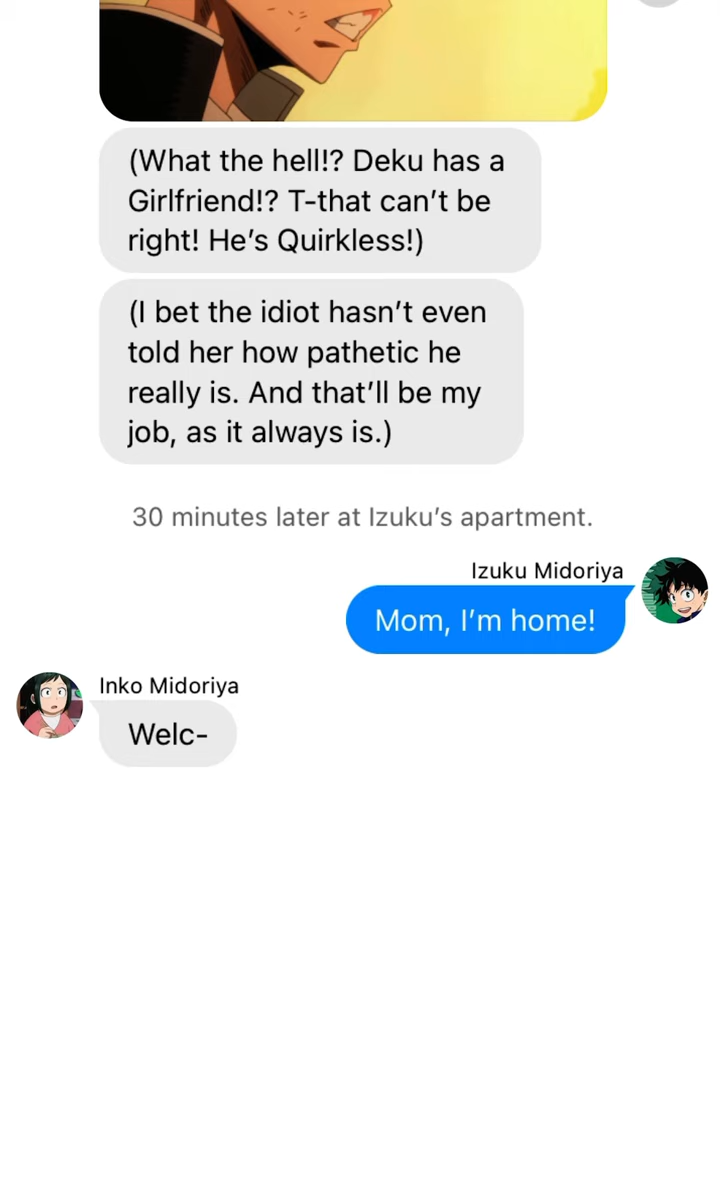 (What the hell!? Deku has a
Girlfriend!? T-that can’t be
right! He’s Quirkless!)
(I bet the idiot hasn’t even
told her how pathetic he
really is. And that’ll be my
job, as it always is.)
30 minutes later at Izuku’s apartment.
Izuku Midoriya
Mom, I’m home!
Inko Midoriya
Welc-